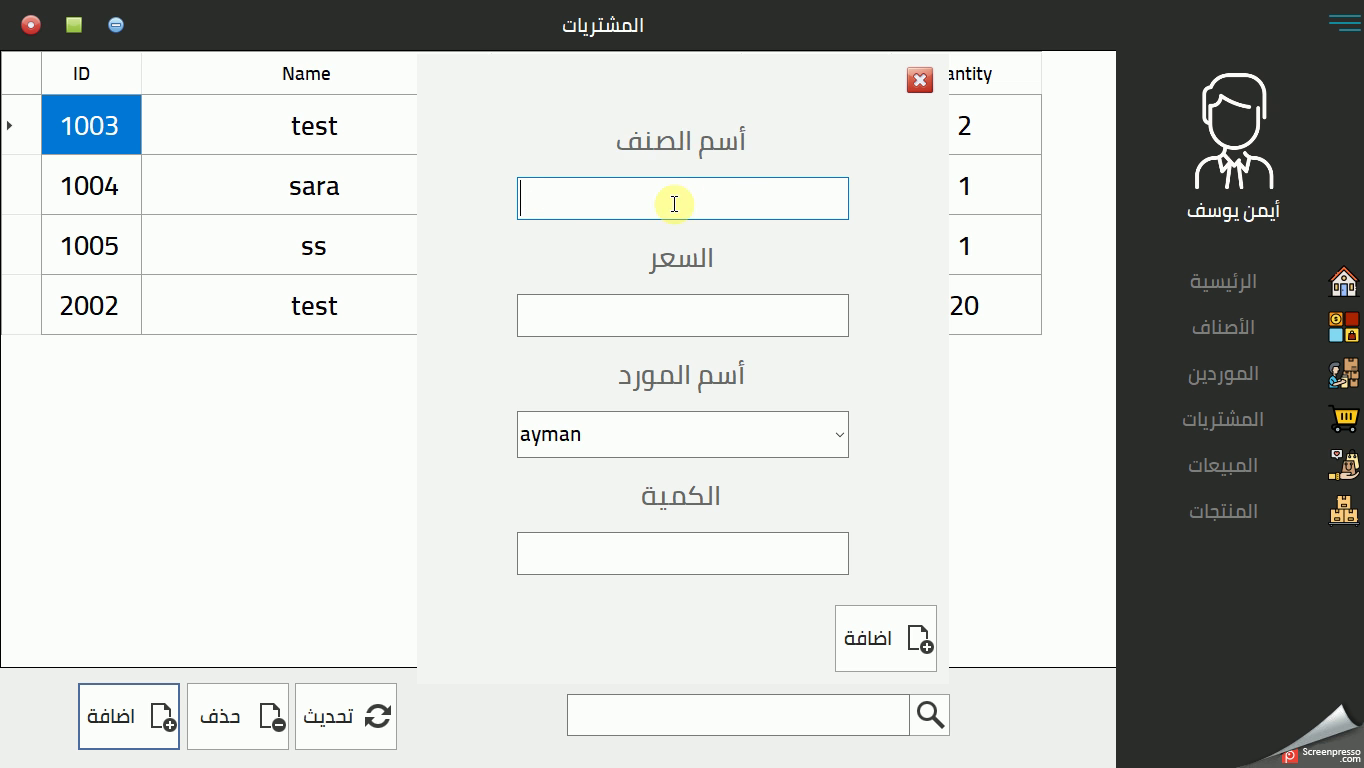 المشتريات
ID Name antity
1003 test 2
1004 sara 1
1005 ss 1
2002 test 20
أسم الصنف
السعر
أسم المورد
ayman
الكمية
اضافة
اضافة
حذف
تحديث
أيمن يوسف
الرئيسية
الأصناف
الموردين
المشتريات
المبيعات
المنتجات
Screenpresso
.com